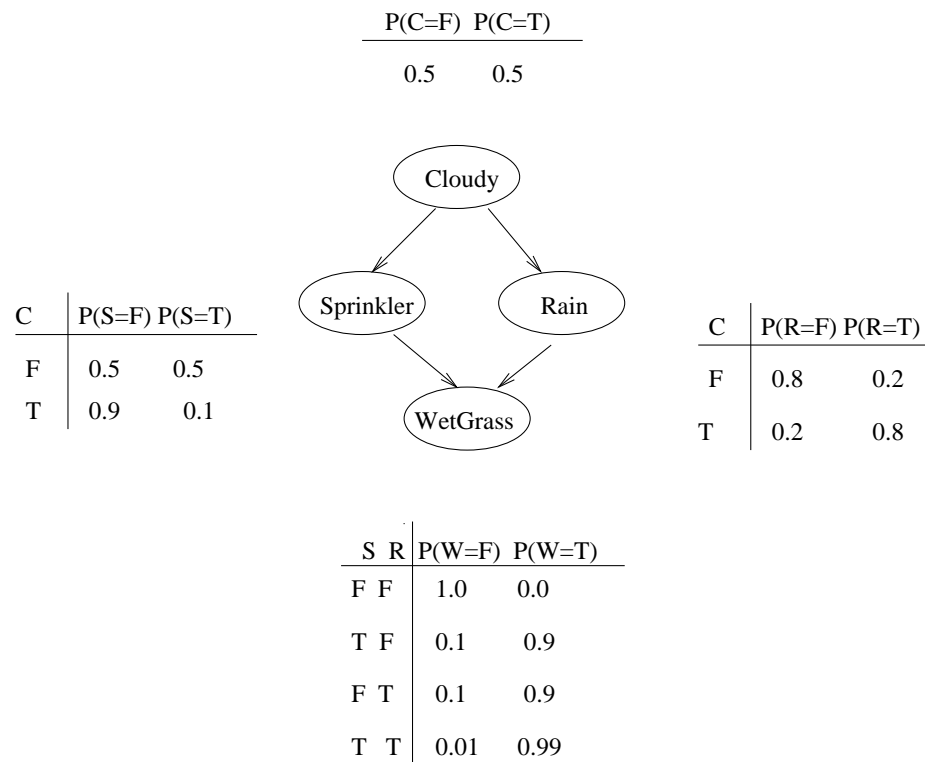 P(C=F) P(C=T)
0.5 0.5
Cloudy
Sprinkler
Rain
WetGrass
C P(S=F) P(S=T)
F 0.5 0.5
T 0.9 0.1
C P(R=F) P(R=T)
F 0.8 0.2
T 0.2 0.8
S R P(W=F) P(W=T)
F F 1.0 0.0
T F 0.1 0.9
F T 0.1 0.9
T T 0.01 0.99